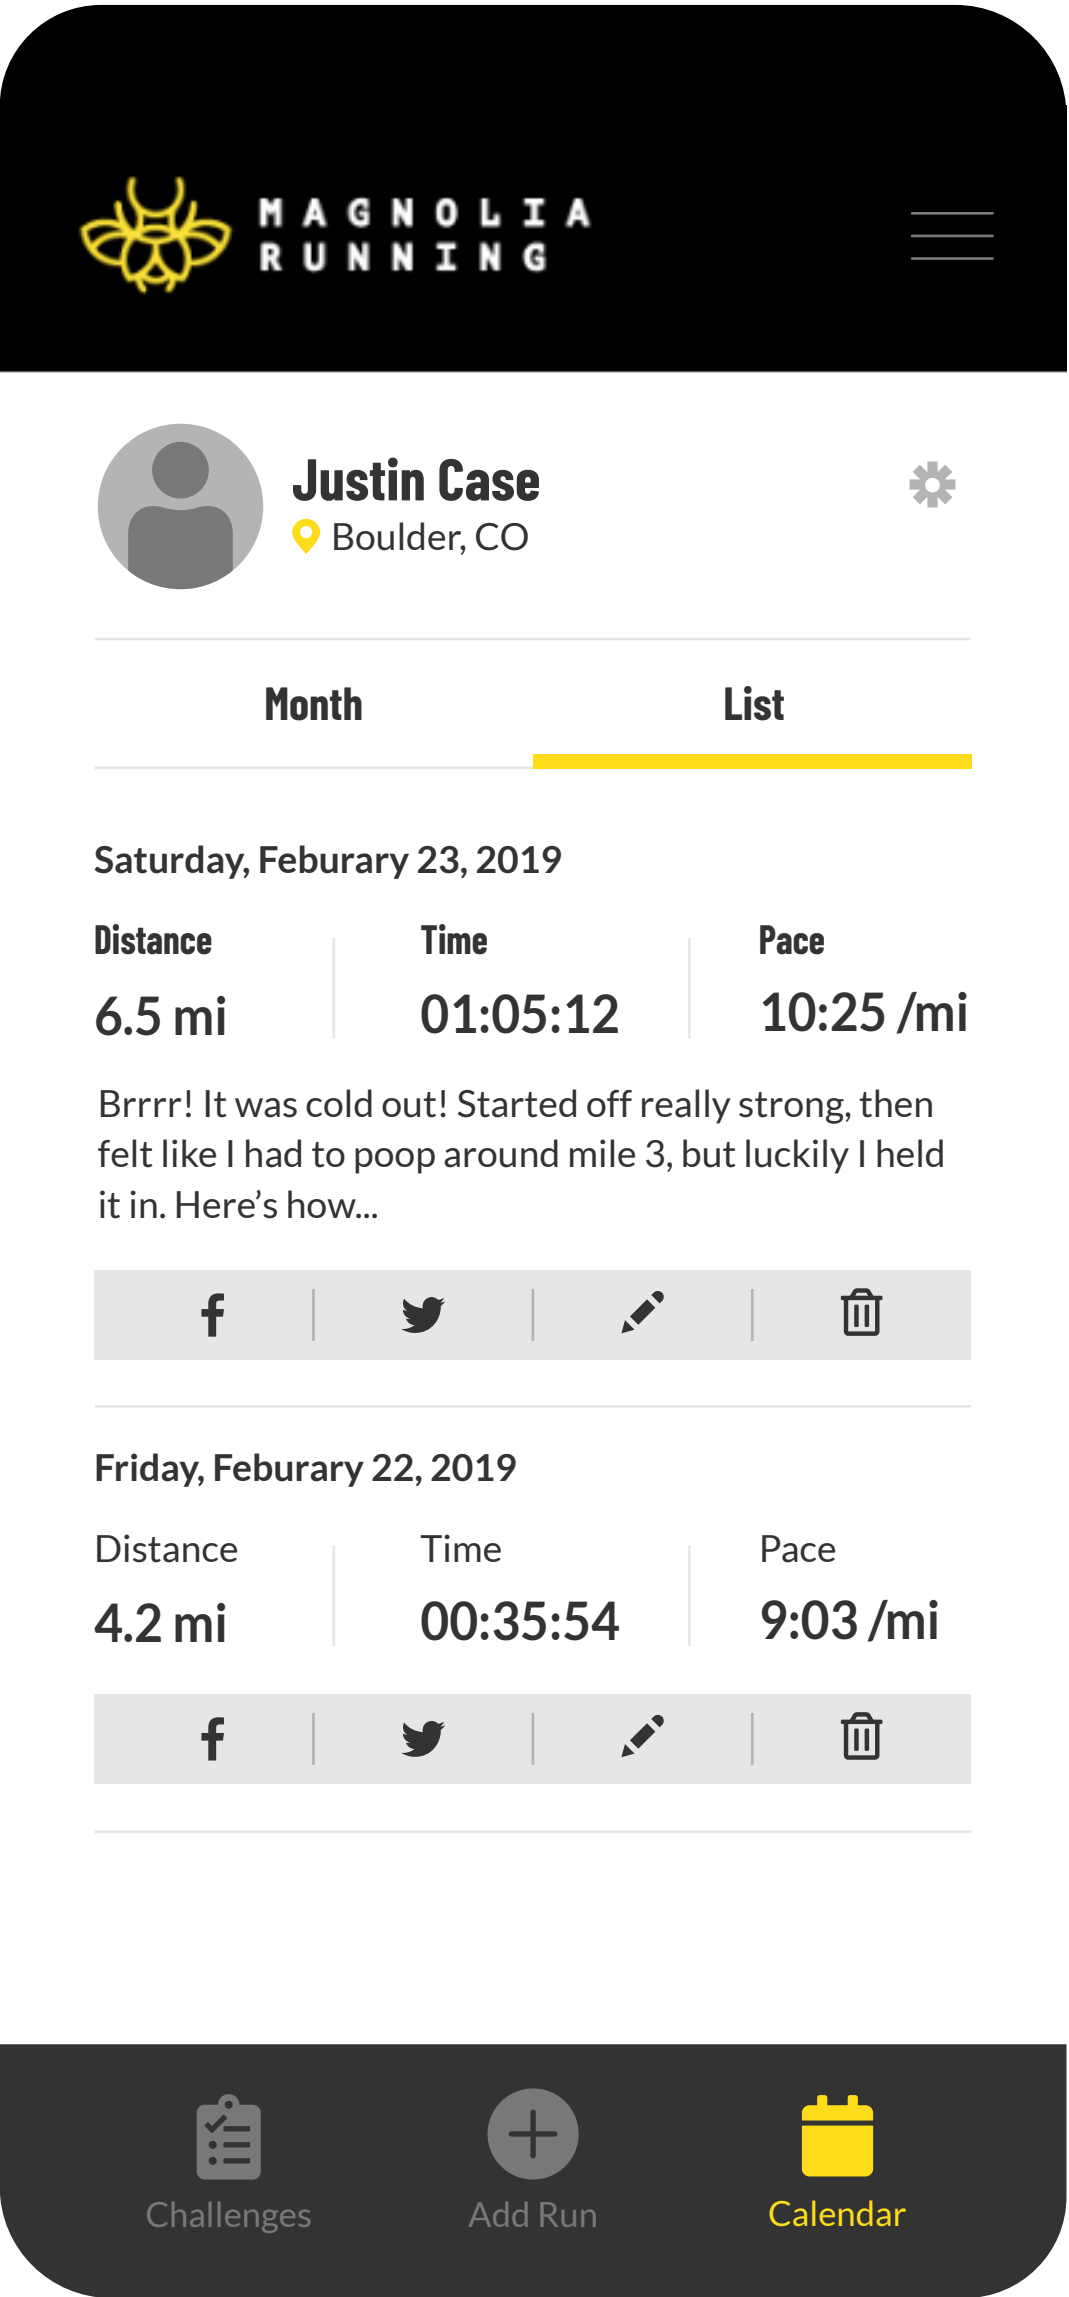 MAGNOLIA
RUNNING
Justin Case
Boulder, CO
Month List
Saturday, Feburary 23, 2019
Distance Time Pace
6.5 mi 01:05:12 10:25 /mi
Brrrr! It was cold out! Started off really strong, then
felt like I had to poop around mile 3, but luckily I held
it in. Here’s how...
Friday, Feburary 22, 2019
Distance Time Pace
4.2 mi 00:35:54 9:03 /mi
Challenges Add Run Calendar